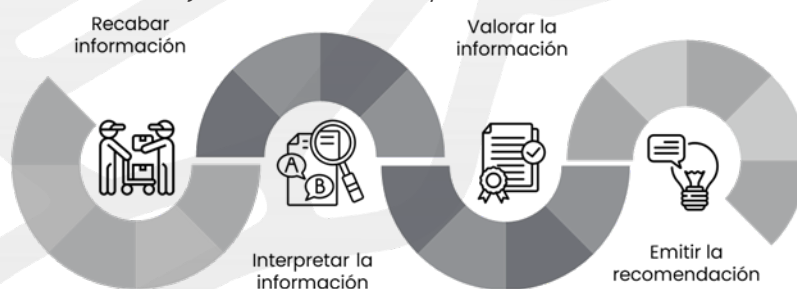 Recabar
información
Interpretar la
información
A
B
Valorar la
información
Emitir la
recomendación